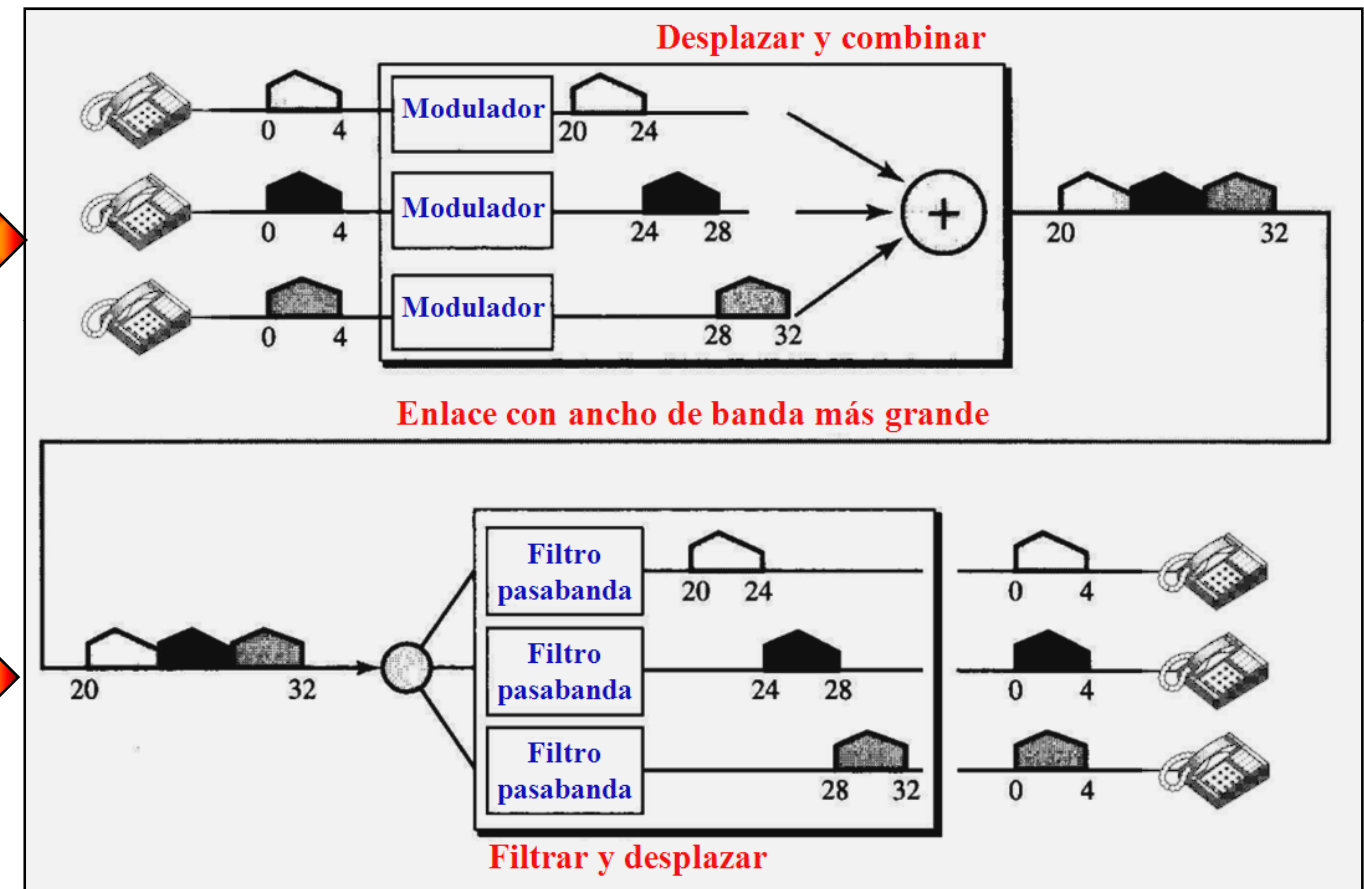 Desplazar y combinar
0 4 Modulador 20 24
0 4 Modulador 24 28 + 20 32
0 4 Modulador 28 32
Enlace con ancho de banda más grande
Filtro
pasabanda 20 24 0 4
Filtro
20 32 pasabanda 24 28 0 4
Filtro
pasabanda 28 32 0 4
Filtrar y desplazar